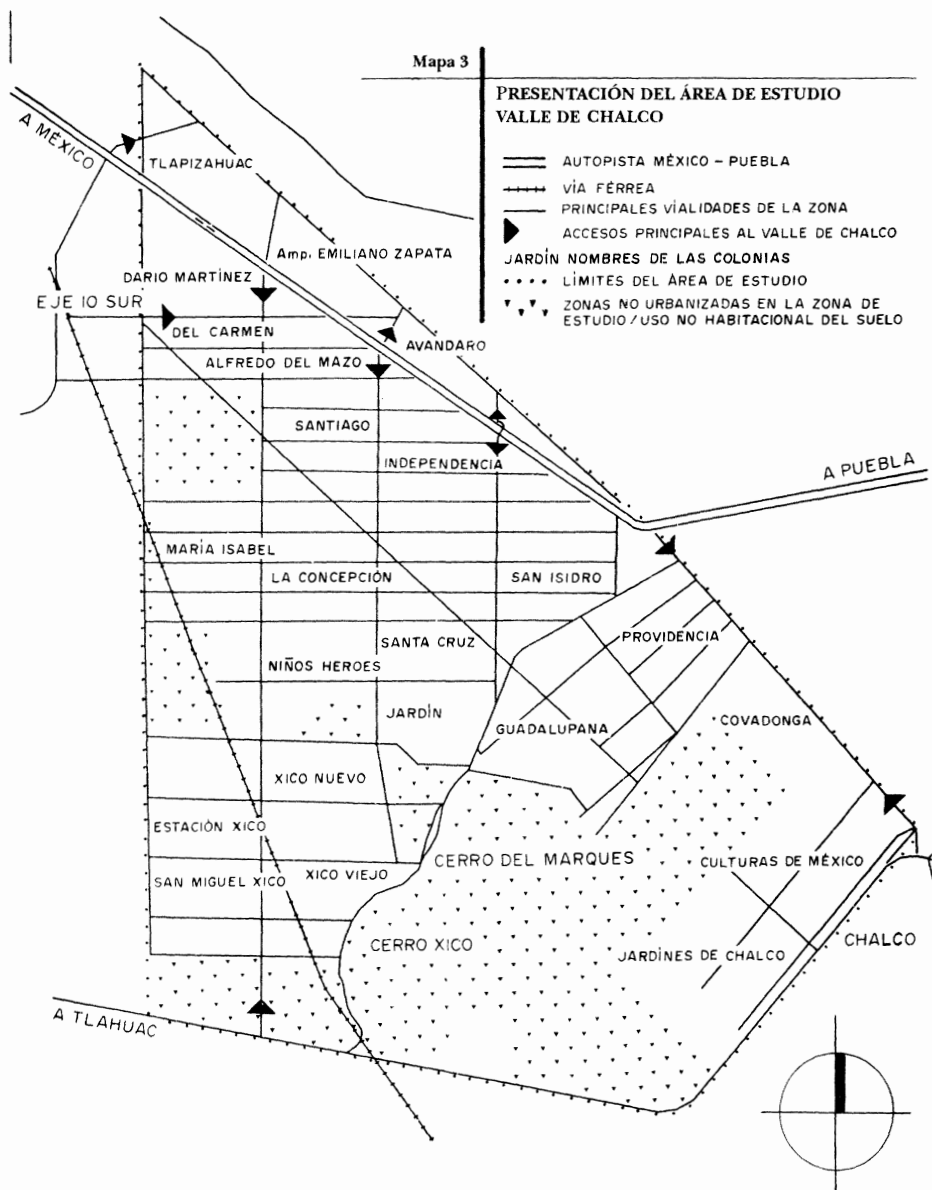 Mapa 3
PRESENTACIÓN DEL ÁREA DE ESTUDIO
VALLE DE CHALCO
AUTOPISTA MÉXICO – PUEBLA
VÍA FÉRREA
PRINCIPALES VIALIDADES DE LA ZONA
ACCESOS PRINCIPALES AL VALLE DE CHALCO
JARDÍN NOMBRES DE LAS COLONIAS
LÍMITES DEL ÁREA DE ESTUDIO
ZONAS NO URBANIZADAS EN LA ZONA DE
ESTUDIO/USO NO HABITACIONAL DEL SUELO
A MÉXICO
TLAPIZAHUAC
Amp. EMILIANO ZAPATA
DARIO MARTÍNEZ
EJE 10 SUR
DEL CARMEN
AVANDARO
ALFREDO DEL MAZO
SANTIAGO
INDEPENDENCIA
A PUEBLA
MARÍA ISABEL
LA CONCEPCIÓN
SAN ISIDRO
SANTA CRUZ
PROVIDENCIA
NIÑOS HEROES
JARDÍN
GUADALUPANA
COVADONGA
XICO NUEVO
ESTACIÓN XICO
CERRO DEL MARQUES
CULTURAS DE MÉXICO
XICO VIEJO
SAN MIGUEL XICO
CERRO XICO
JARDINES DE CHALCO
CHALCO
A TLAHUAC